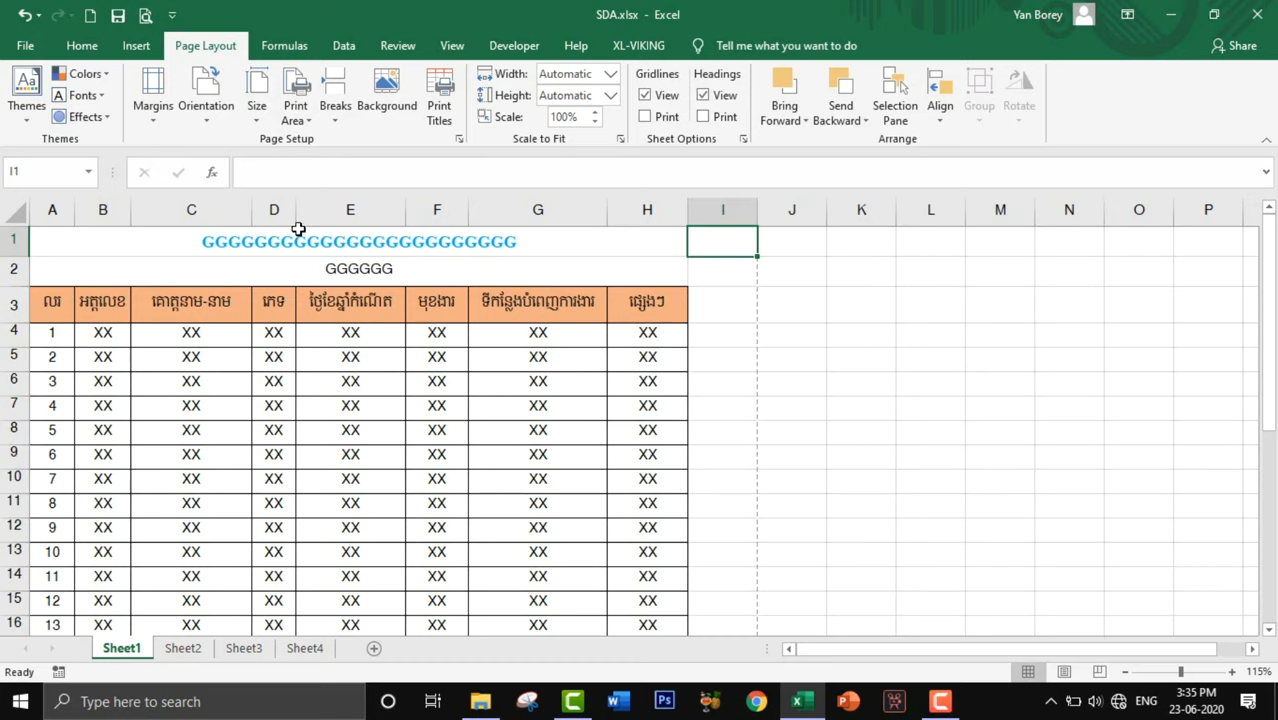 SDA.xlsx - Excel
Yan Borey
File Home Insert Page Layout Formulas Data Review View Developer Help XL-VIKING Tell me what you want to do Share
Themes
Colors
Fonts
Effects
Margins Orientation Size Print Area Breaks Background Print Titles
Width: Automatic
Height: Automatic
Scale: 100%
Gridlines Headings
View View
Print Print
Bring Forward Send Backward Selection Pane Align Group Rotate
Themes Page Setup Scale to Fit Sheet Options Arrange
I1 fx
A B C D E F G H I J K L M N O P
1 GGGGGGGGGGGGGGGGGGGGGGGG
2 GGGGGG
3 លរ អត្តលេខ គោត្តនាម-នាម ភេទ ថ្ងៃខែឆ្នាំកំណើត មុខងារ ទីកន្លែងបំពេញការងារ ផ្សេងៗ
4 1 XX XX XX XX XX XX XX
5 2 XX XX XX XX XX XX XX
6 3 XX XX XX XX XX XX XX
7 4 XX XX XX XX XX XX XX
8 5 XX XX XX XX XX XX XX
9 6 XX XX XX XX XX XX XX
10 7 XX XX XX XX XX XX XX
11 8 XX XX XX XX XX XX XX
12 9 XX XX XX XX XX XX XX
13 10 XX XX XX XX XX XX XX
14 11 XX XX XX XX XX XX XX
15 12 XX XX XX XX XX XX XX
16 13 XX XX XX XX XX XX XX
Sheet1 Sheet2 Sheet3 Sheet4
Ready 115%
Type here to search
ENG
3:35 PM
23-06-2020